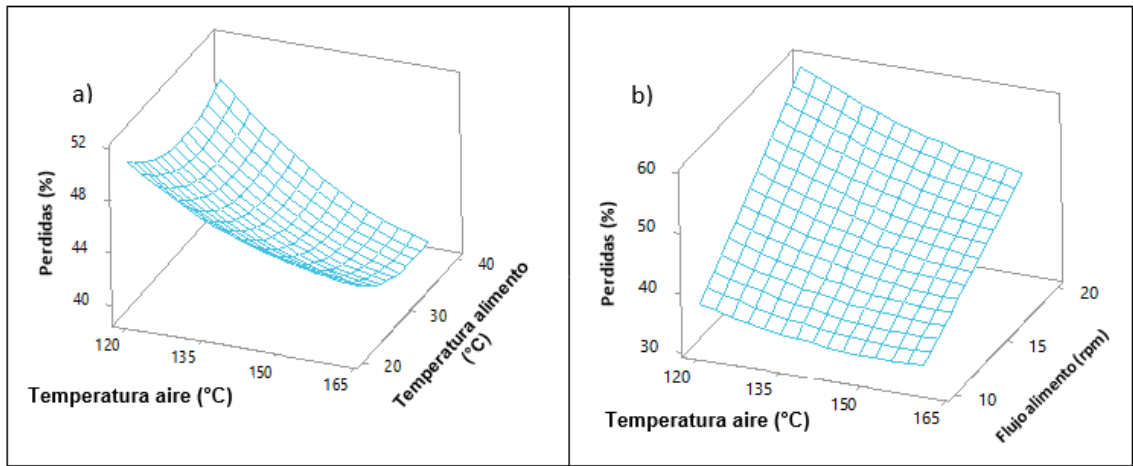 a)
Perdidas (%)
52
48
44
40
120
135
150
165
Temperatura aire (°C)
20
30
40
Temperatura alimento
(°C)
b)
Perdidas (%)
60
50
40
30
120
135
150
165
Temperatura aire (°C)
10
15
20
Flujo alimento (rpm)